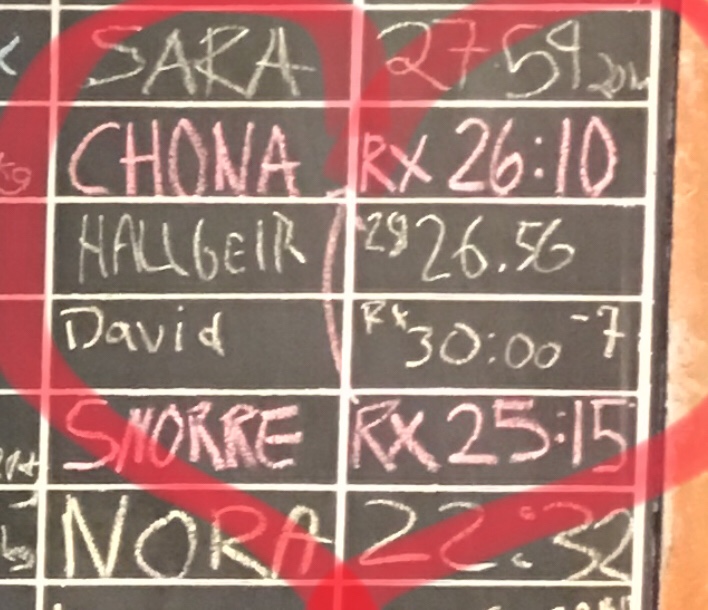 SARA 27:59
CHONA RX 26:10
HALLGEIR 28 26.56
David RX 30:00 -7
SNORRE RX 25:15
NORA 22:32